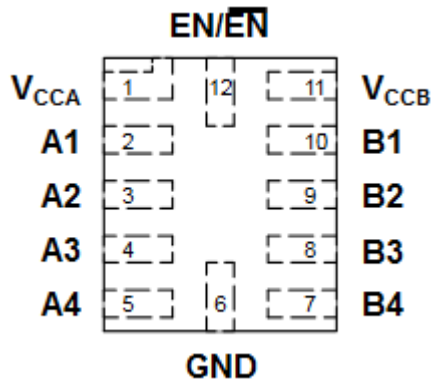 EN/EN
VCCA 1 12 11 VCCB
A1 2 10 B1
A2 3 9 B2
A3 4 8 B3
A4 5 6 7 B4
GND